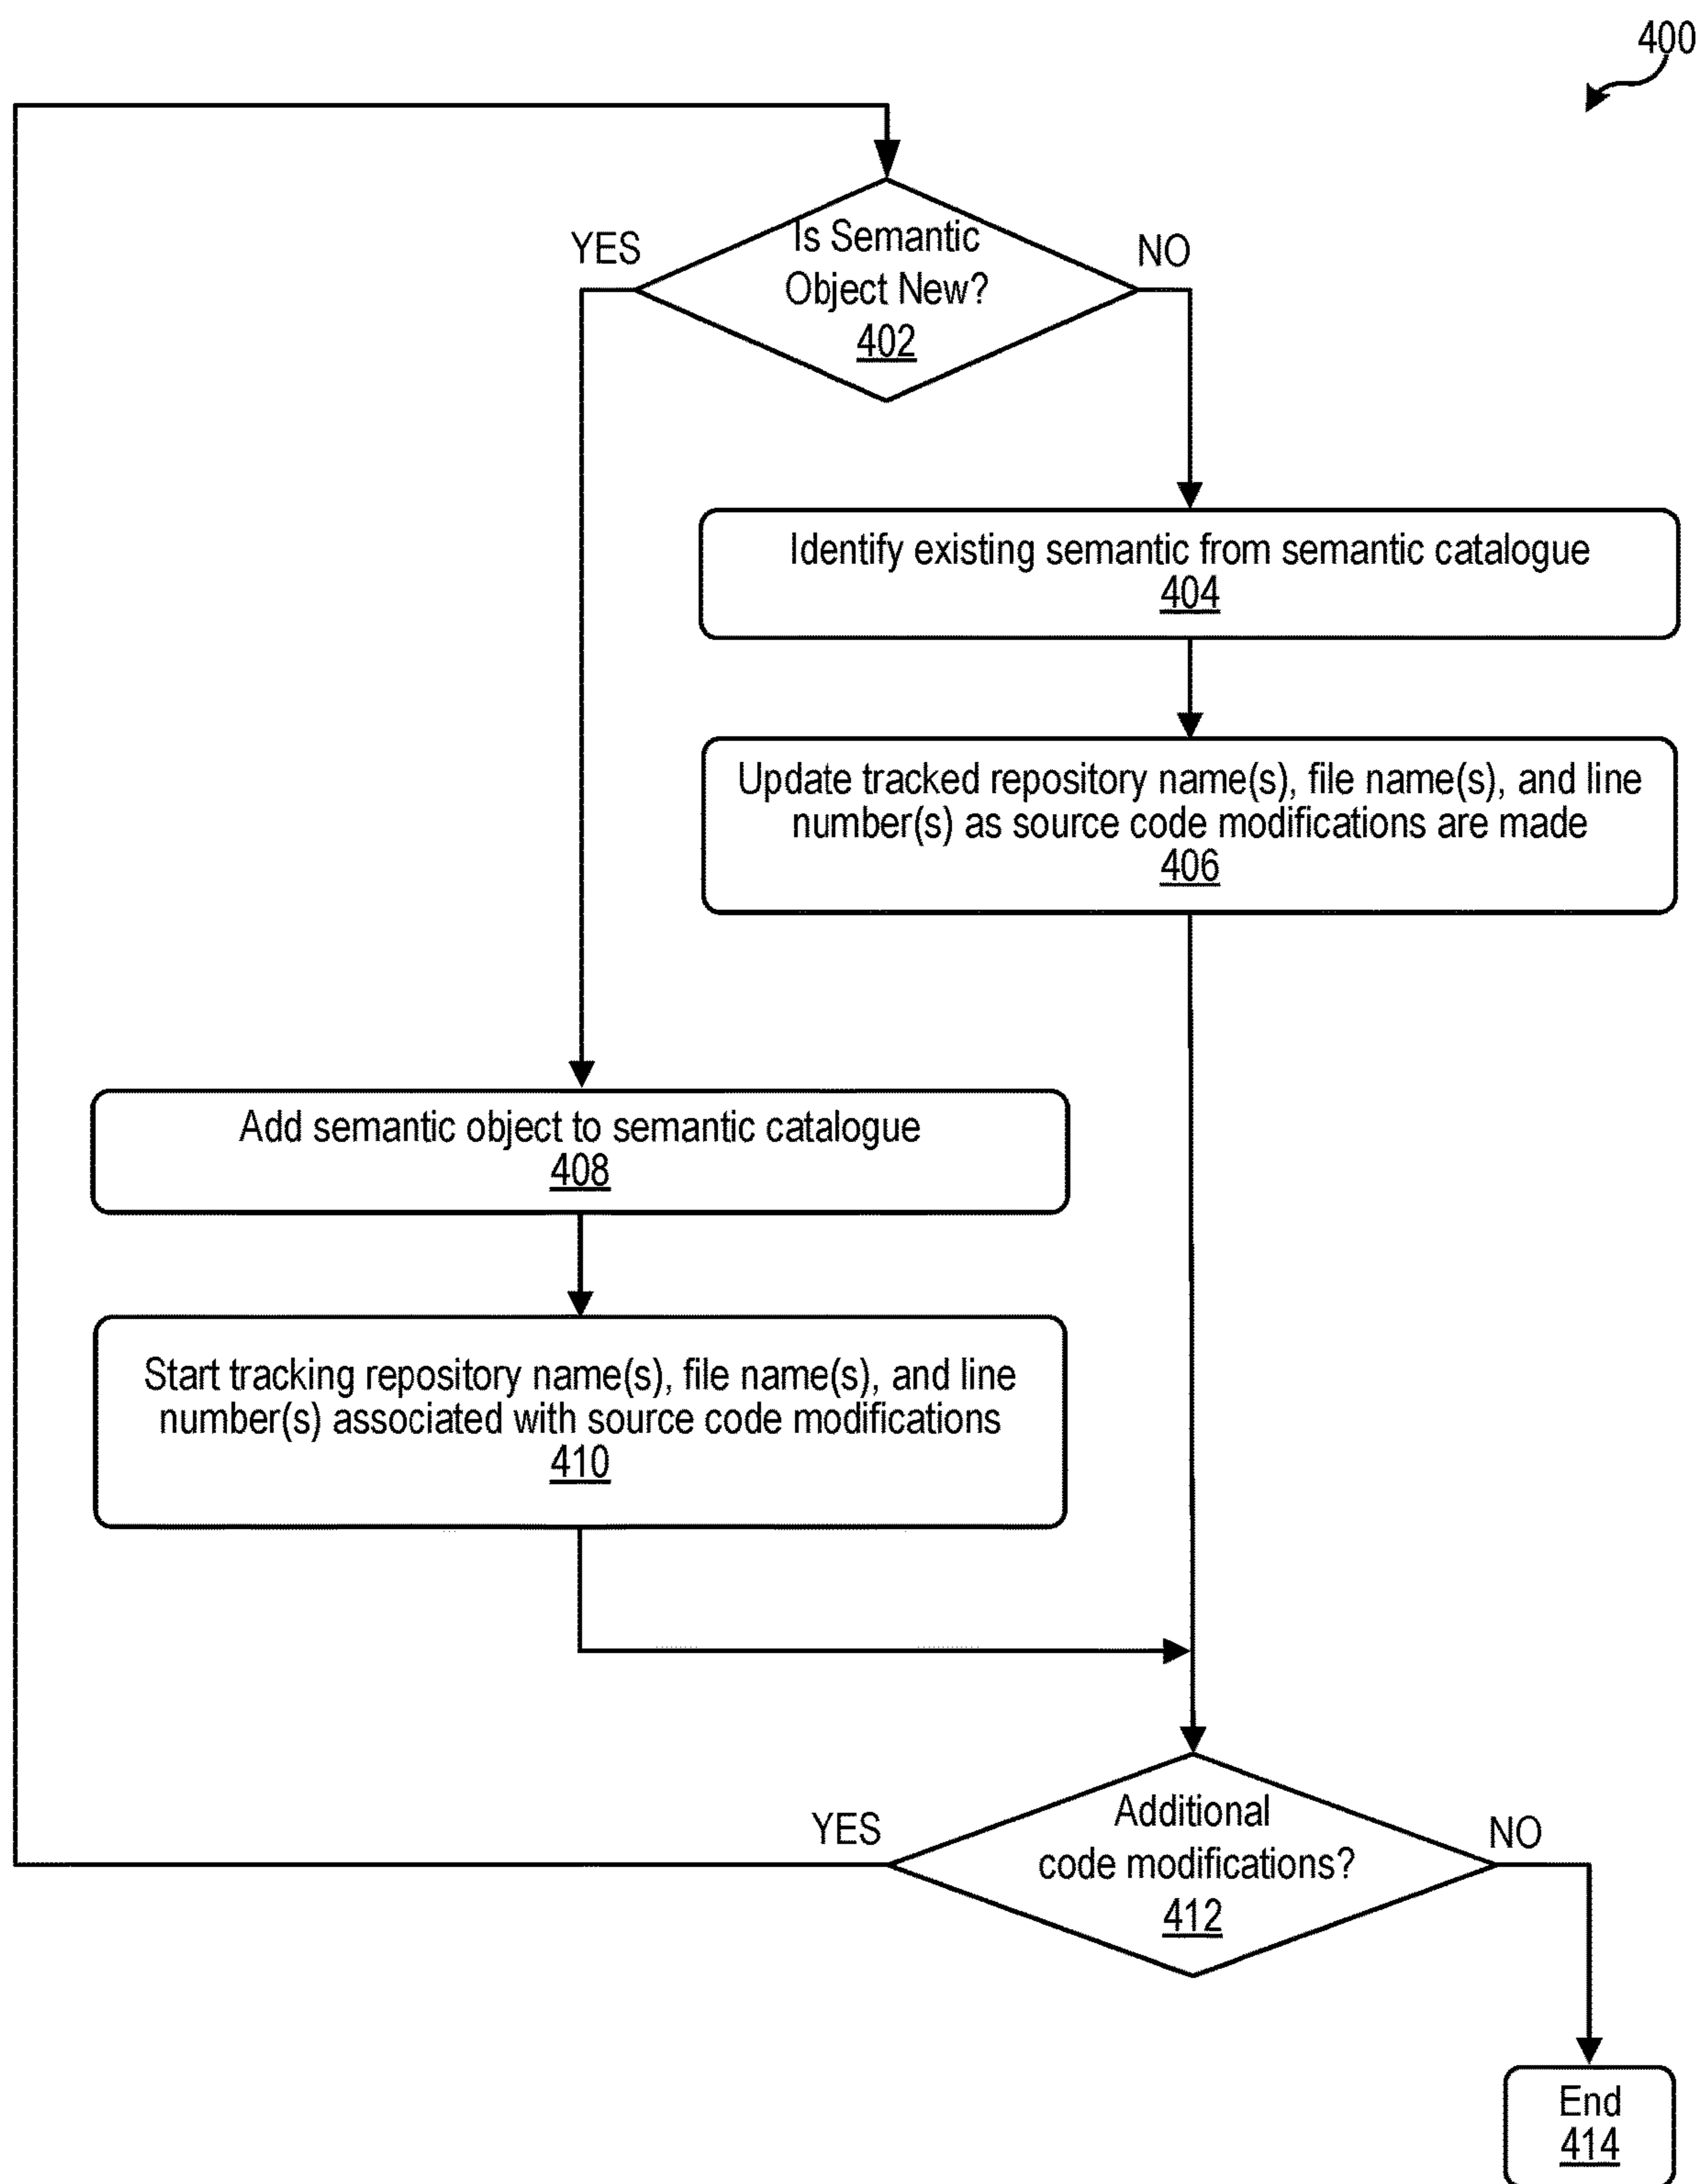 400
Is Semantic
Object New?
402
YES
NO
Identify existing semantic from semantic catalogue
404
Update tracked repository name(s), file name(s), and line
number(s) as source code modifications are made
406
Add semantic object to semantic catalogue
408
Start tracking repository name(s), file name(s), and line
number(s) associated with source code modifications
410
Additional
code modifications?
412
YES
NO
End
414